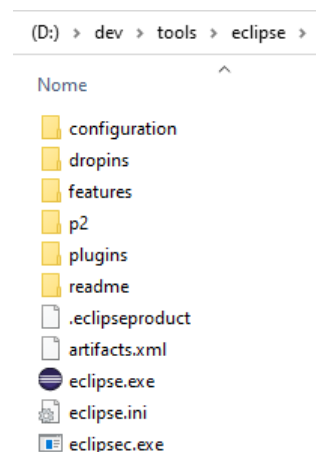 (D:) > dev > tools > eclipse >
Nome
configuration
dropins
features
p2
plugins
readme
.eclipseproduct
artifacts.xml
eclipse.exe
eclipse.ini
eclipsec.exe